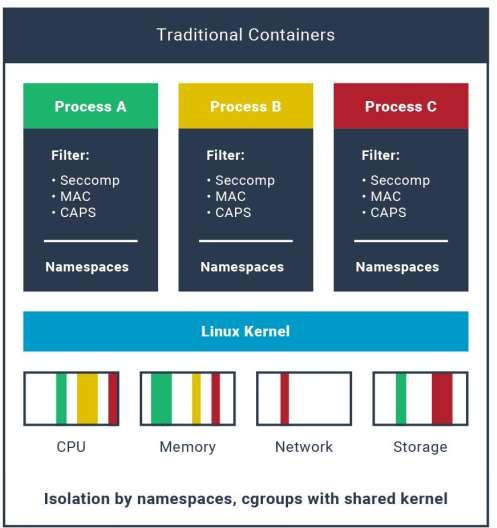 Traditional Containers
Process A
Filter:
• Seccomp
• MAC
• CAPS
Namespaces
Process B
Filter:
• Seccomp
• MAC
• CAPS
Namespaces
Process C
Filter:
• Seccomp
• MAC
• CAPS
Namespaces
Linux Kernel
CPU
Memory
Network
Storage
Isolation by namespaces, cgroups with shared kernel